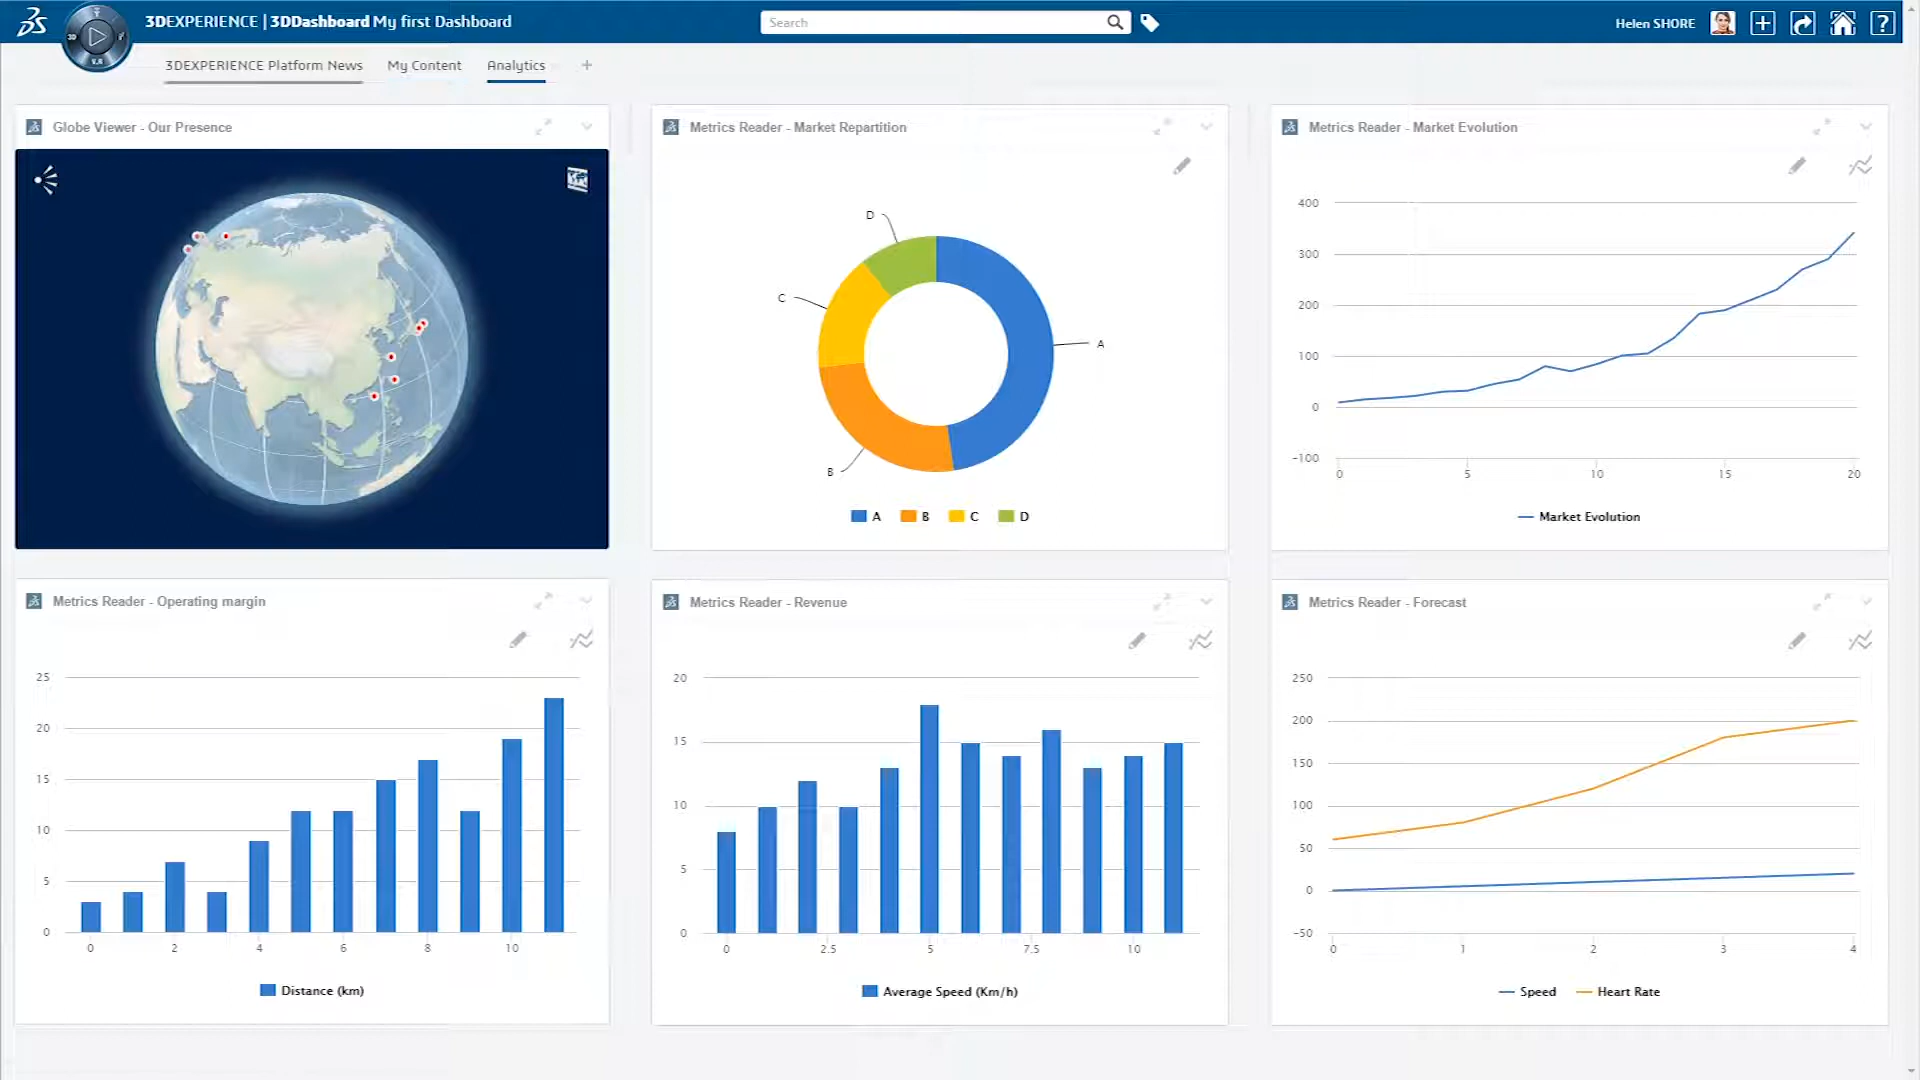 3DEXPERIENCE | 3DDashboard My first Dashboard
Search
Helen SHORE
3D
V.R
3DEXPERIENCE Platform News
My Content
Analytics
+
Globe Viewer - Our Presence
Metrics Reader - Market Repartition
D
C
A
B
A B C D
Metrics Reader - Market Evolution
400
300
200
100
0
-100
0 5 10 15 20
Market Evolution
Metrics Reader - Operating margin
25
20
15
10
5
0
0 2 4 6 8 10
Distance (km)
Metrics Reader - Revenue
20
15
10
5
0
0 2.5 5 7.5 10
Average Speed (Km/h)
Metrics Reader - Forecast
250
200
150
100
50
0
-50
0 1 2 3 4
Speed Heart Rate